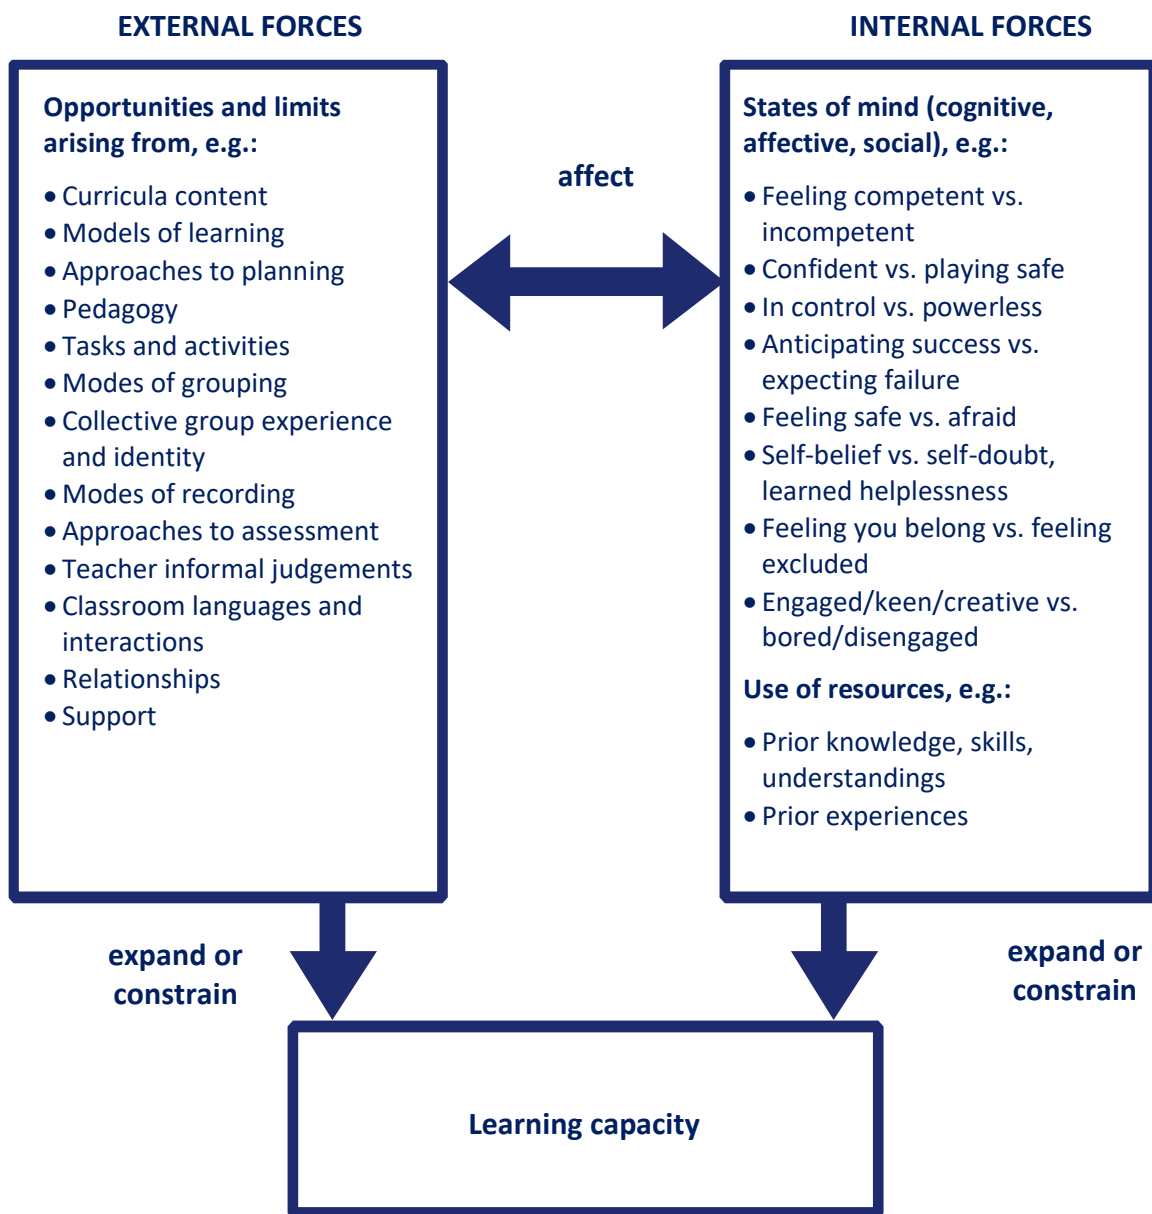 EXTERNAL FORCES
Opportunities and limits
arising from, e.g.:
• Curricula content
• Models of learning
• Approaches to planning
• Pedagogy
• Tasks and activities
• Modes of grouping
• Collective group experience
and identity
• Modes of recording
• Approaches to assessment
• Teacher informal judgements
• Classroom languages and
interactions
• Relationships
• Support
affect
INTERNAL FORCES
States of mind (cognitive,
affective, social), e.g.:
• Feeling competent vs.
incompetent
• Confident vs. playing safe
• In control vs. powerless
• Anticipating success vs.
expecting failure
• Feeling safe vs. afraid
• Self-belief vs. self-doubt,
learned helplessness
• Feeling you belong vs. feeling
excluded
• Engaged/keen/creative vs.
bored/disengaged
Use of resources, e.g.:
• Prior knowledge, skills,
understandings
• Prior experiences
expand or
constrain
expand or
constrain
Learning capacity